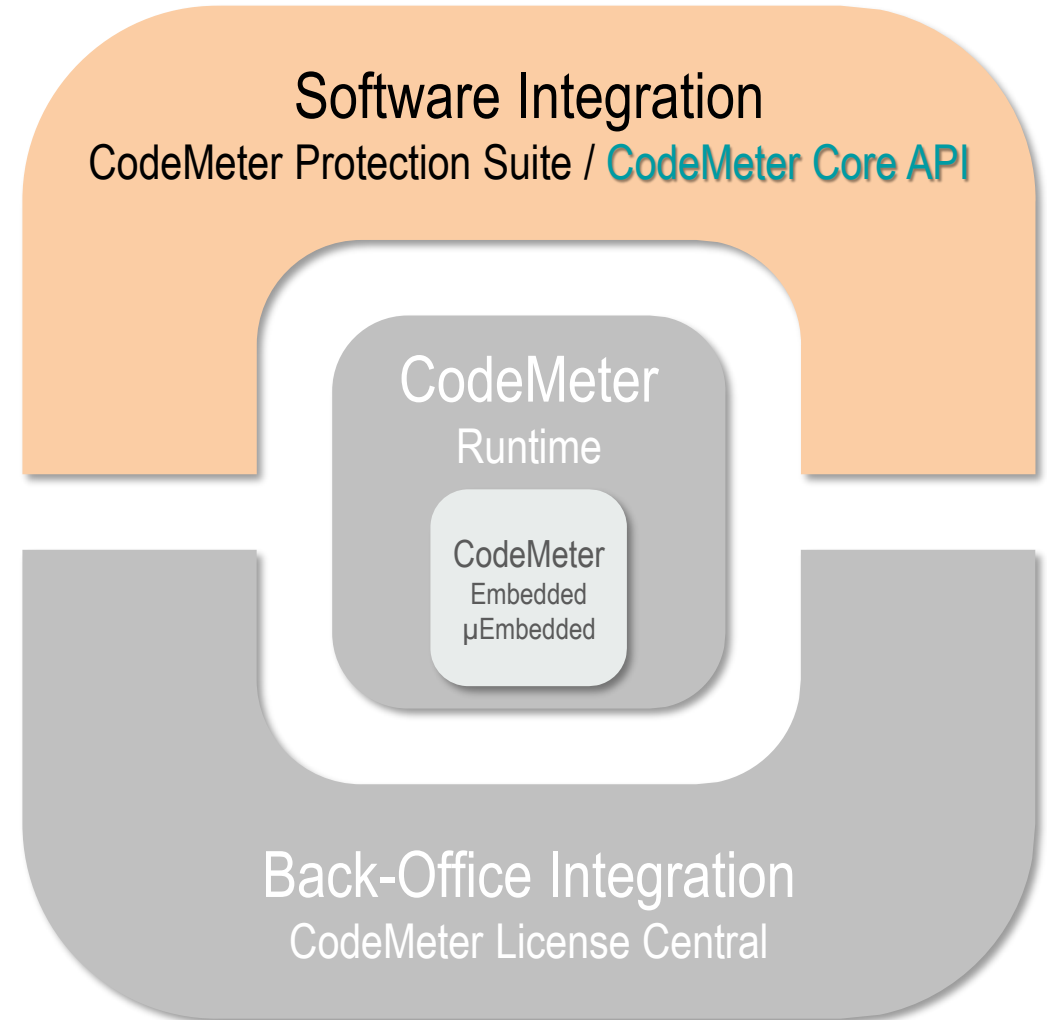 Software Integration
CodeMeter Protection Suite / CodeMeter Core API
CodeMeter
Runtime
CodeMeter
Embedded
µEmbedded
Back-Office Integration
CodeMeter License Central